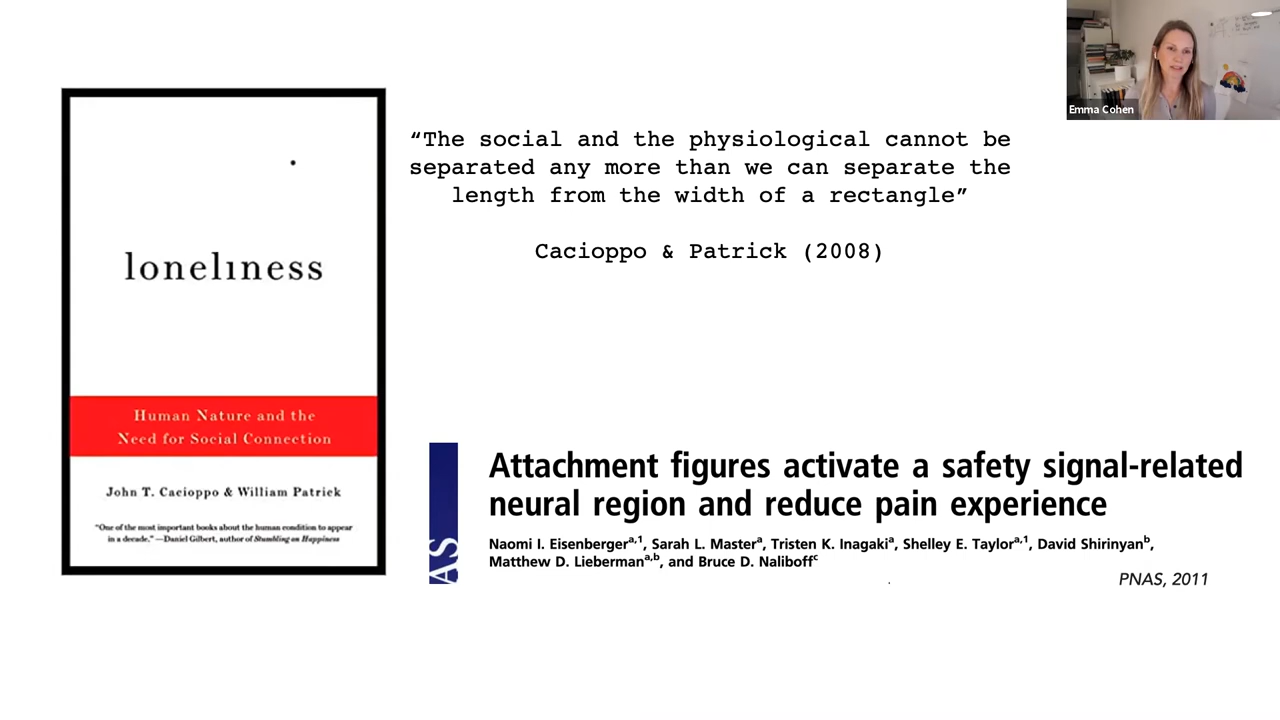 Emma Cohen
“The social and the physiological cannot be
separated any more than we can separate the
length from the width of a rectangle”
Cacioppo & Patrick (2008)
lonelıness
Human Nature and the
Need for Social Connection
John T. Cacioppo & William Patrick
“One of the most important books about the human condition to appear
in a decade.” —Daniel Gilbert, author of Stumbling on Happiness
AS
Attachment figures activate a safety signal-related
neural region and reduce pain experience
Naomi I. Eisenbergera,1, Sarah L. Mastera, Tristen K. Inagakia, Shelley E. Taylora,1, David Shirinyanb,
Matthew D. Liebermana,b, and Bruce D. Naliboffc
PNAS, 2011